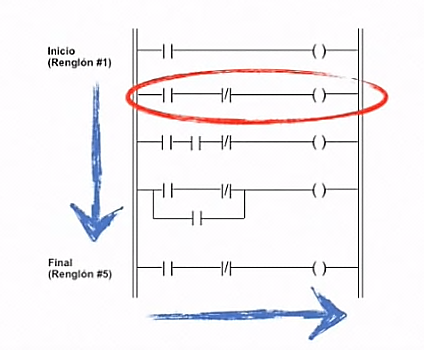 Inicio
(Renglón #1)
Final
(Renglón #5)